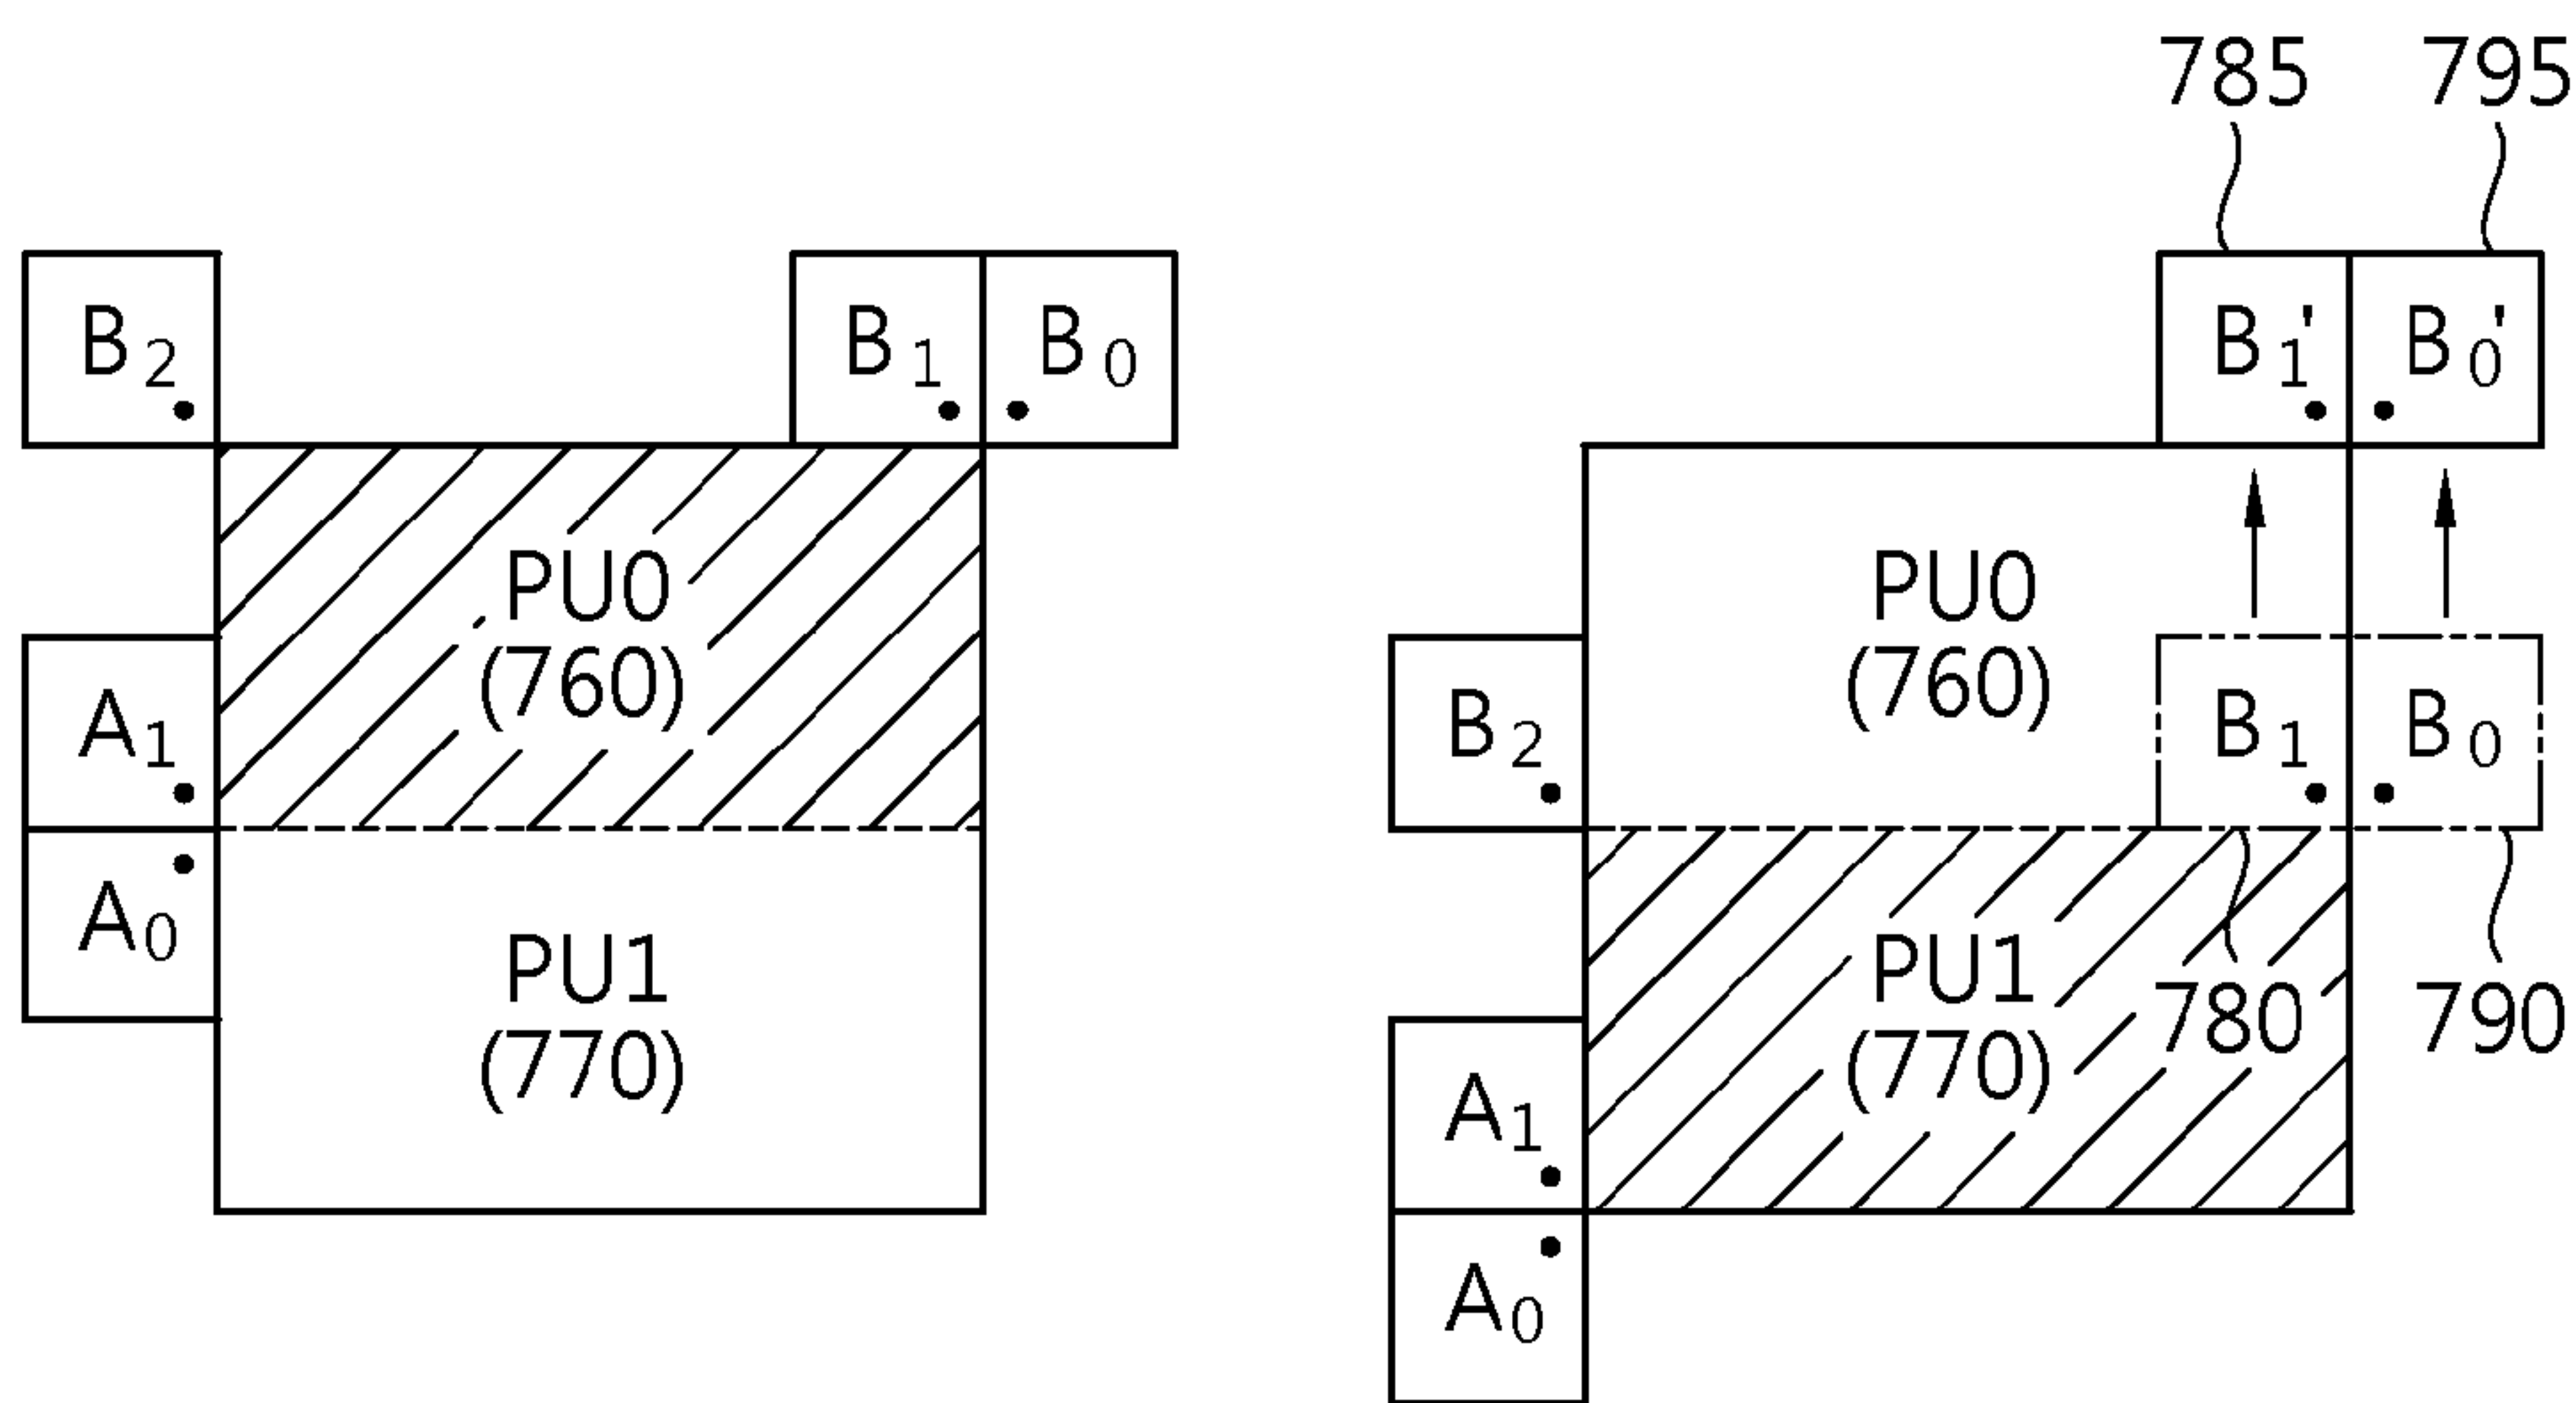 785 795
B2 B1 B0 B1' B0'
PU0 PU0
(760) (760)
A1 B2 B1 B0
A0 PU1 PU1 780 790
(770) (770)
A1
A0